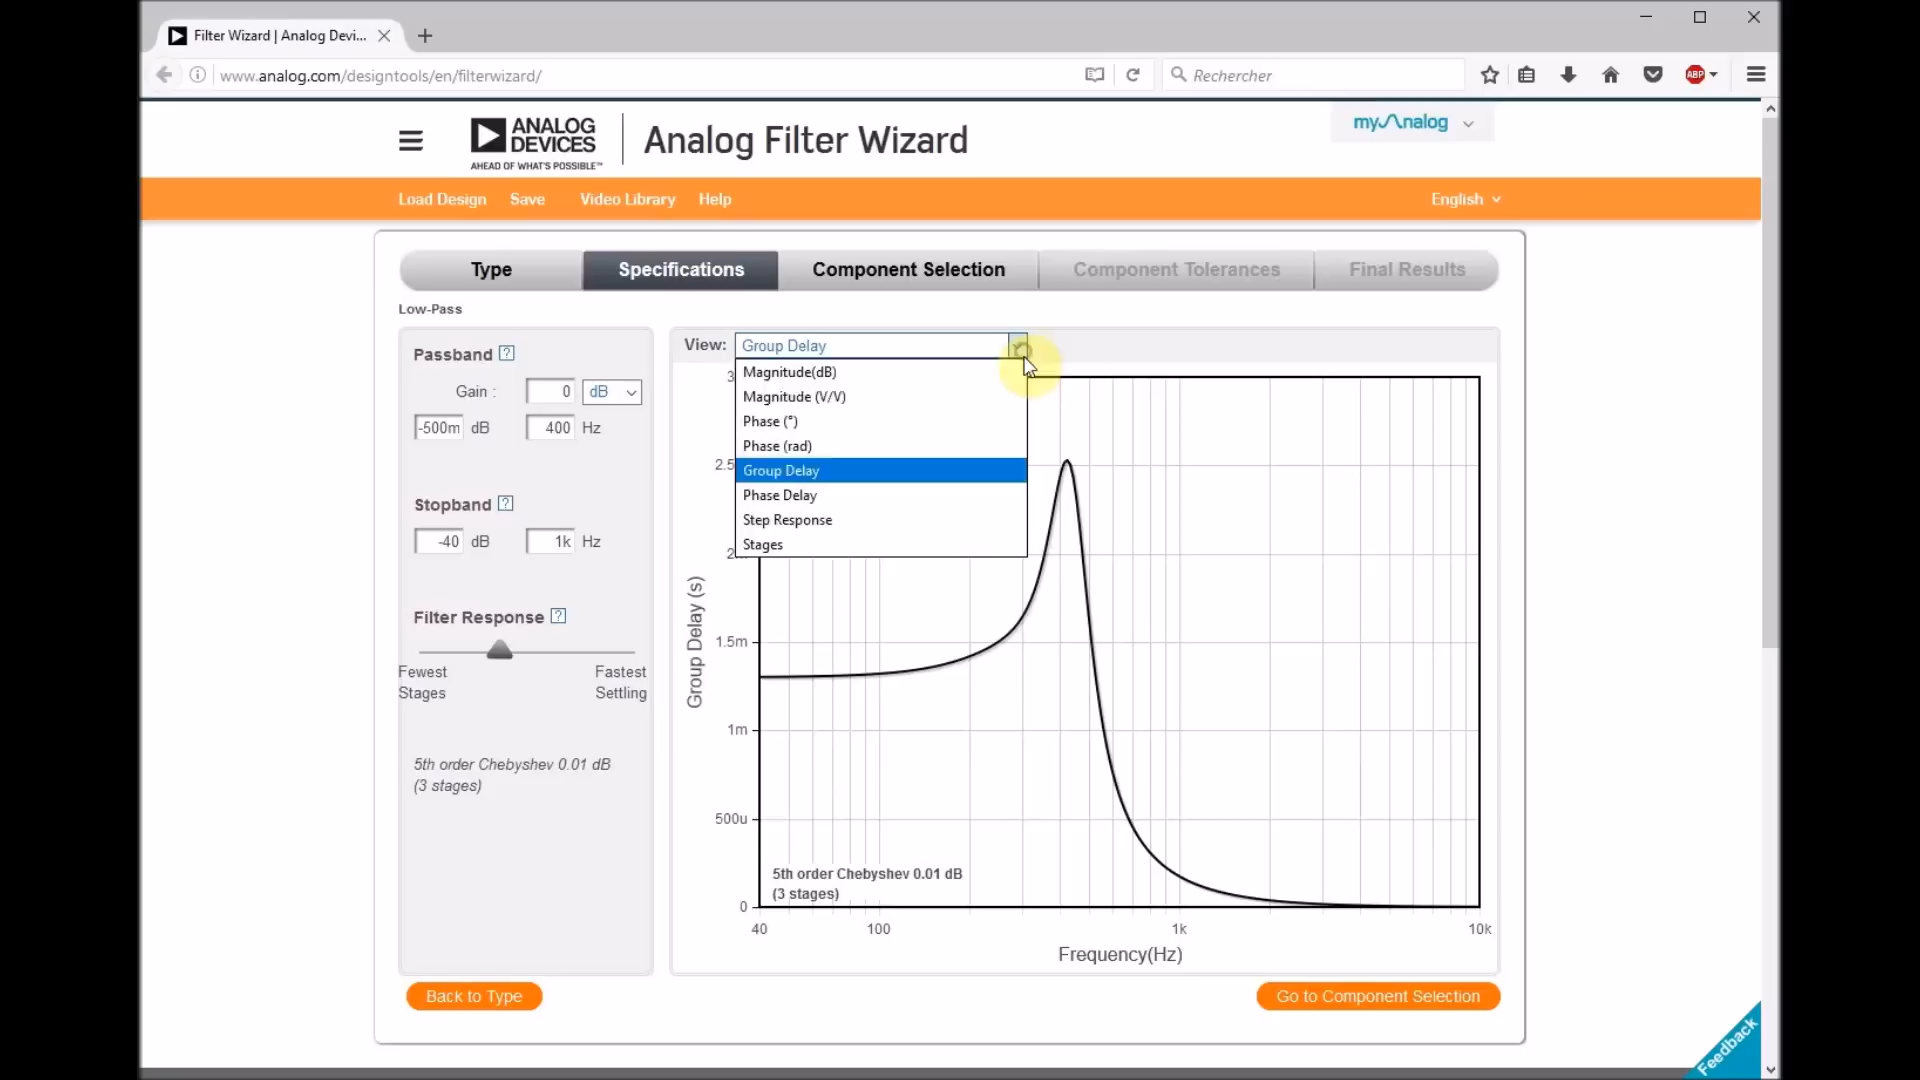 Filter Wizard | Analog Devi...
www.analog.com/designtools/en/filterwizard/
Rechercher
ABP
ANALOG
DEVICES
AHEAD OF WHAT'S POSSIBLE™
Analog Filter Wizard
myAnalog
Load Design Save Video Library Help English
Type Specifications Component Selection Component Tolerances Final Results
Low-Pass
Passband ?
Gain : 0 dB
-500m dB 400 Hz
Stopband ?
-40 dB 1k Hz
Filter Response ?
Fewest
Stages
Fastest
Settling
5th order Chebyshev 0.01 dB
(3 stages)
View: Group Delay
Magnitude(dB)
Magnitude (V/V)
Phase (°)
Phase (rad)
Group Delay
Phase Delay
Step Response
Stages
2.5
1.5m
1m
500u
0
Group Delay (s)
5th order Chebyshev 0.01 dB
(3 stages)
40 100 1k 10k
Frequency(Hz)
Back to Type
Go to Component Selection
Feedback